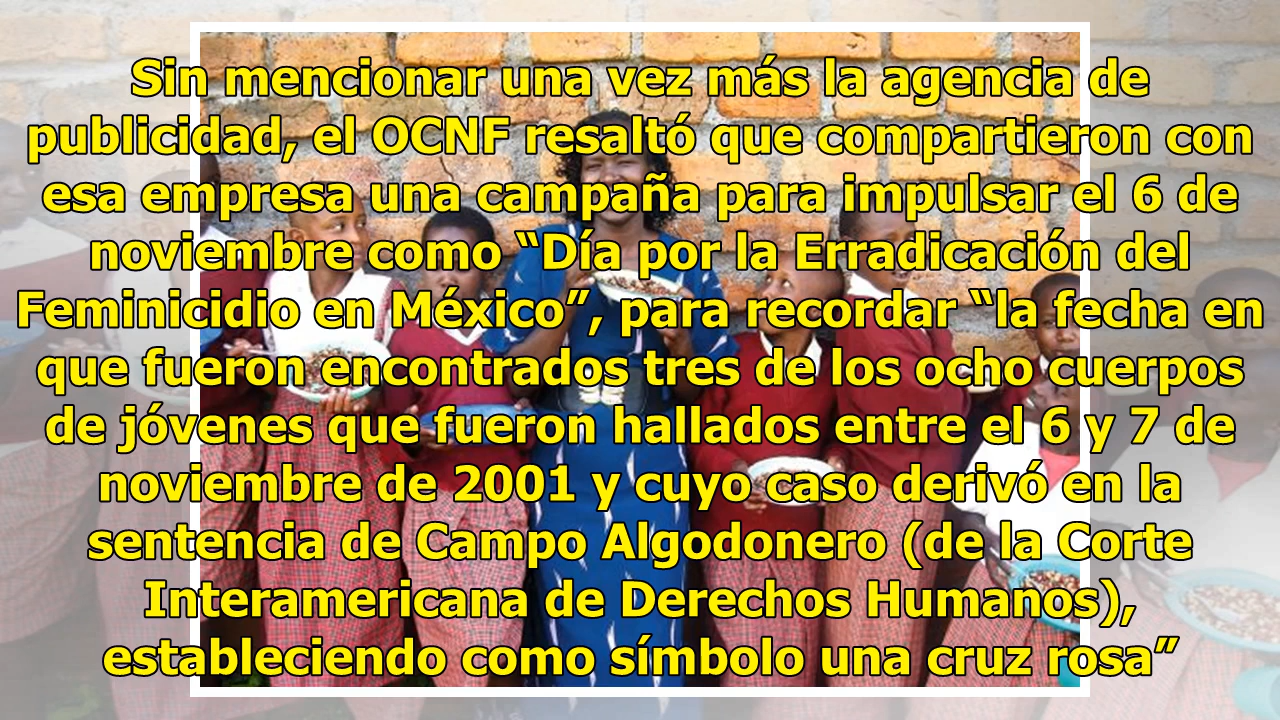 Sin mencionar una vez más la agencia de
publicidad, el OCNF resaltó que compartieron con
esa empresa una campaña para impulsar el 6 de
noviembre como “Día por la Erradicación del
Feminicidio en México”, para recordar “la fecha en
que fueron encontrados tres de los ocho cuerpos
de jóvenes que fueron hallados entre el 6 y 7 de
noviembre de 2001 y cuyo caso derivó en la
sentencia de Campo Algodonero (de la Corte
Interamericana de Derechos Humanos),
estableciendo como símbolo una cruz rosa”